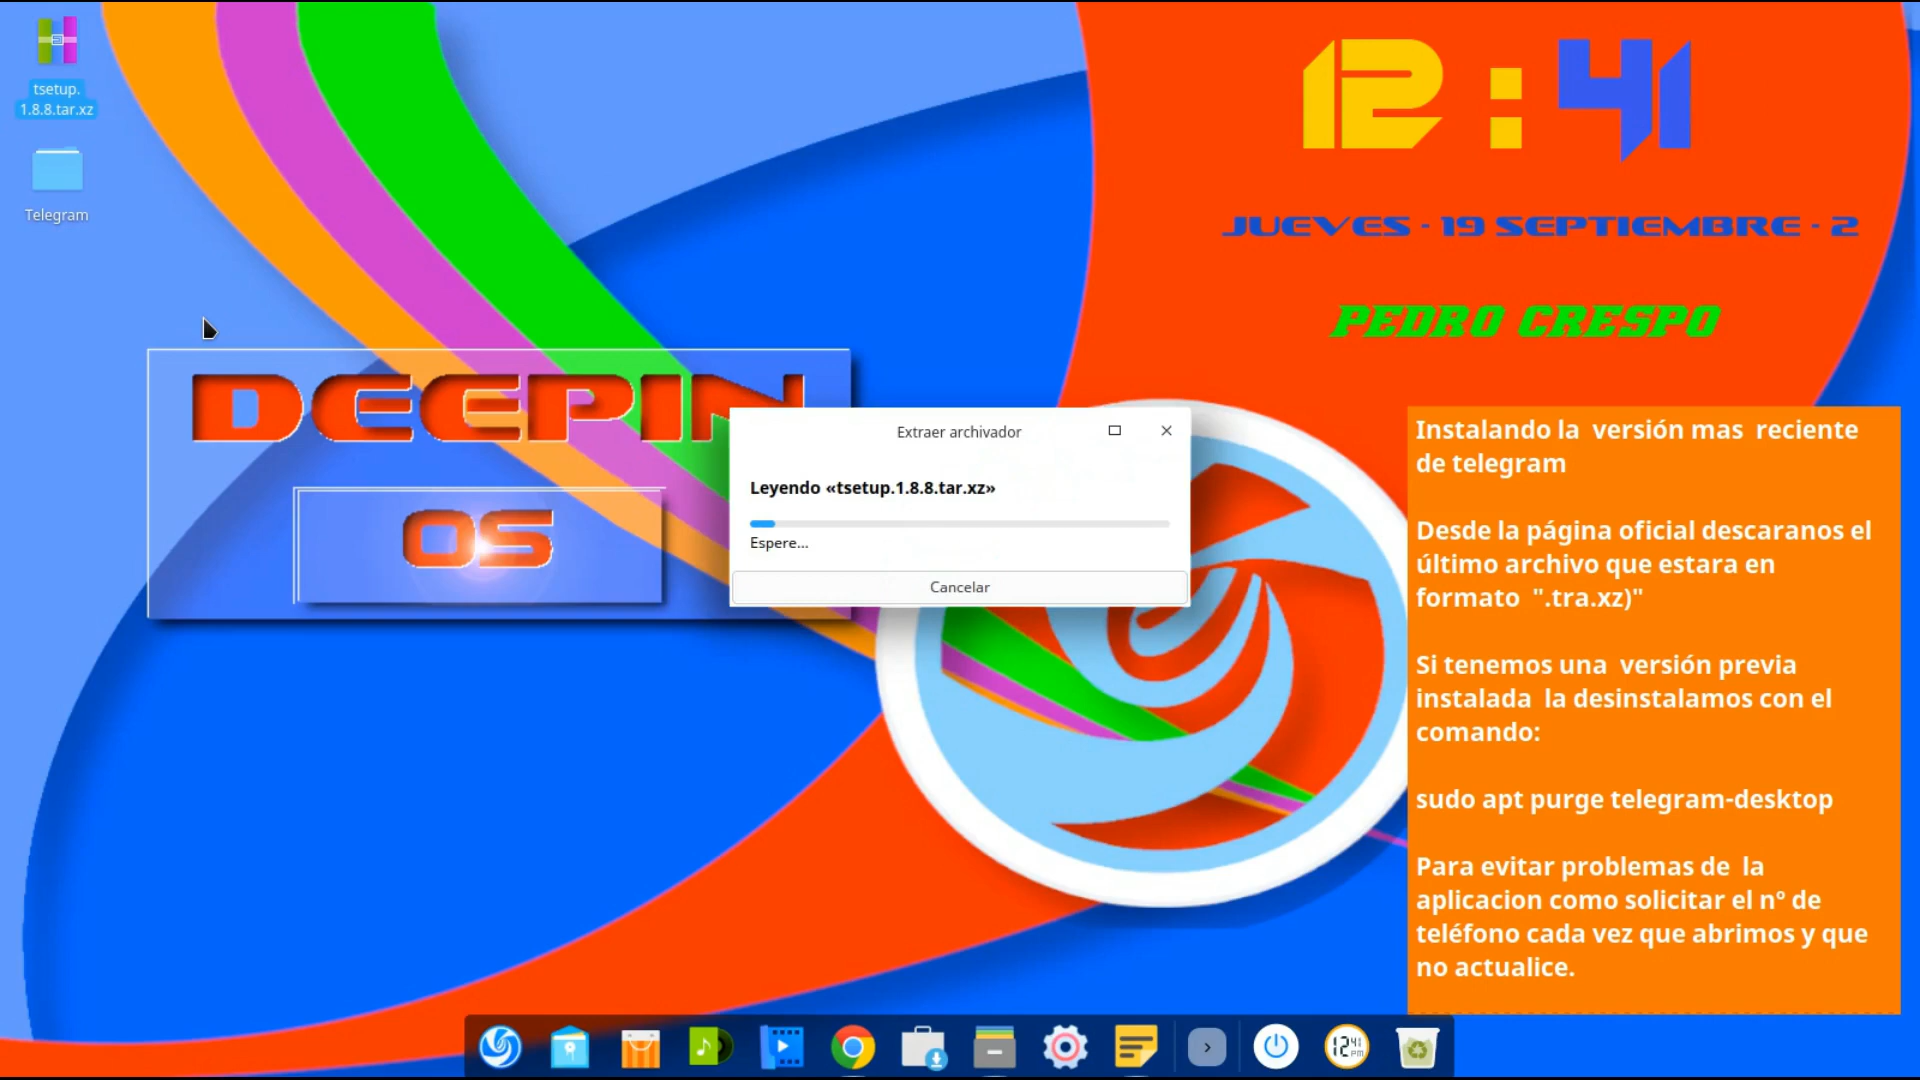 tsetup.
1.8.8.tar.xz
Telegram
12:41
JUEVES - 19 SEPTIEMBRE - 2
PEDRO CRESPO
DEEPIN
OS
Extraer archivador
Leyendo «tsetup.1.8.8.tar.xz»
Espere...
Cancelar
Instalando la  versión mas  reciente
de telegram
Desde la página oficial descaranos el
último archivo que estara en
formato  ".tra.xz)"
Si tenemos una  versión previa
instalada  la desinstalamos con el
comando:
sudo apt purge telegram-desktop
Para evitar problemas de  la
aplicacion como solicitar el nº de
teléfono cada vez que abrimos y que
no actualice.
12:41
PM